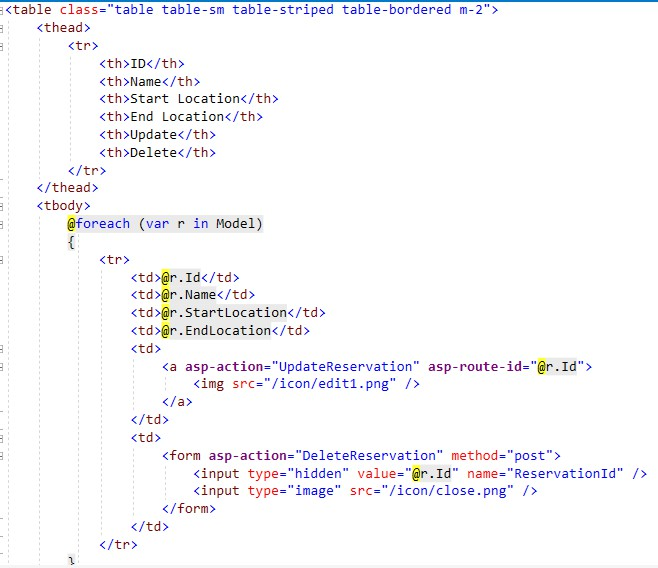 <table class="table table-sm table-striped table-bordered m-2">
<thead>
<tr>
<th>ID</th>
<th>Name</th>
<th>Start Location</th>
<th>End Location</th>
<th>Update</th>
<th>Delete</th>
</tr>
</thead>
<tbody>
@foreach (var r in Model)
{
<tr>
<td>@r.Id</td>
<td>@r.Name</td>
<td>@r.StartLocation</td>
<td>@r.EndLocation</td>
<td>
<a asp-action="UpdateReservation" asp-route-id="@r.Id">
<img src="/icon/edit1.png" />
</a>
</td>
<td>
<form asp-action="DeleteReservation" method="post">
<input type="hidden" value="@r.Id" name="ReservationId" />
<input type="image" src="/icon/close.png" />
</form>
</td>
</tr>
}